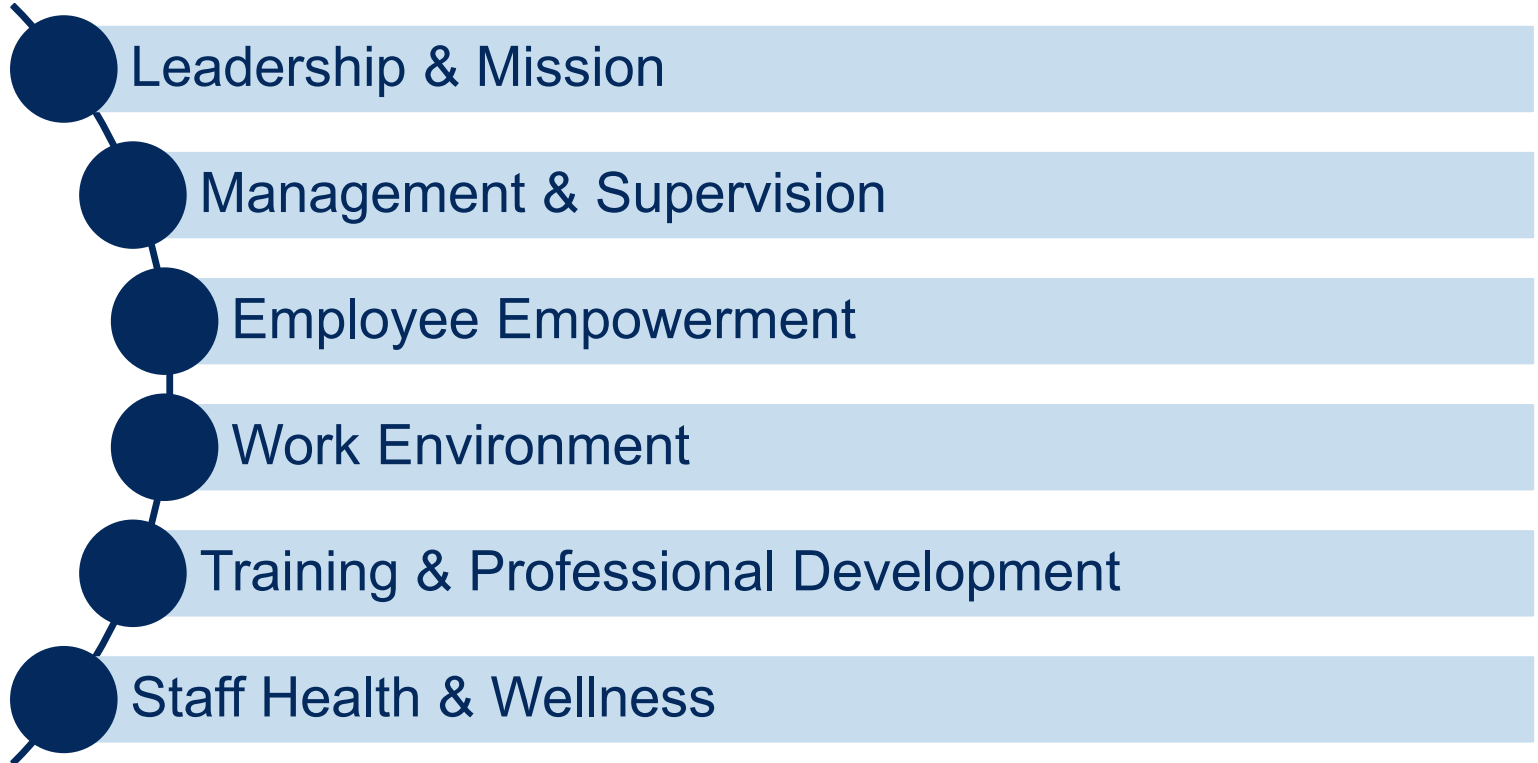 Leadership & Mission
Management & Supervision
Employee Empowerment
Work Environment
Training & Professional Development
Staff Health & Wellness